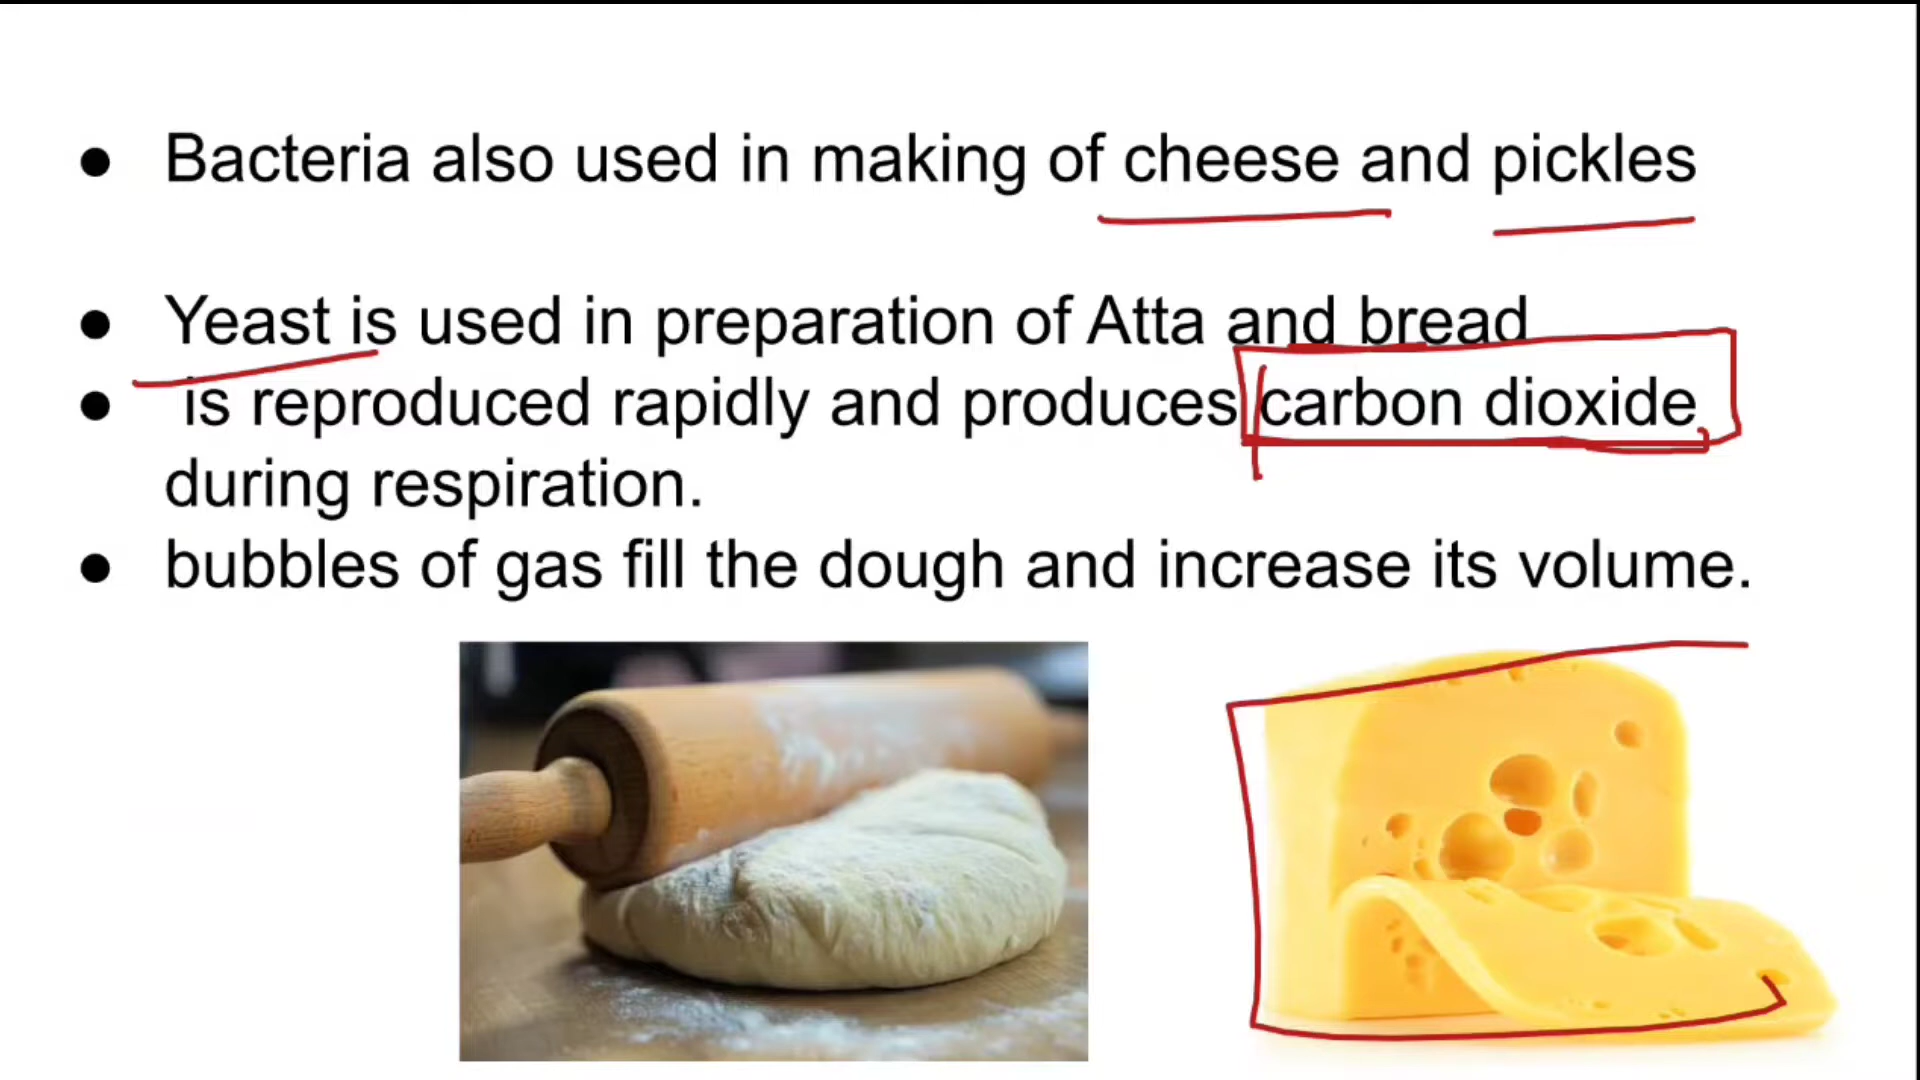 ● Bacteria also used in making of cheese and pickles
● Yeast is used in preparation of Atta and bread
● is reproduced rapidly and produces carbon dioxide
during respiration.
● bubbles of gas fill the dough and increase its volume.